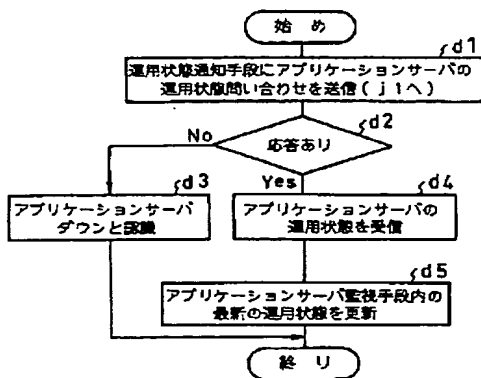 始め
d1
運用状態通知手段にアプリケーションサーバの
運用状態問い合わせを送信(j1へ)
d2
応答あり
No
Yes
d3
アプリケーションサーバ
ダウンと認識
d4
アプリケーションサーバの
運用状態を受信
d5
アプリケーションサーバ監視手段内の
最新の運用状態を更新
終り